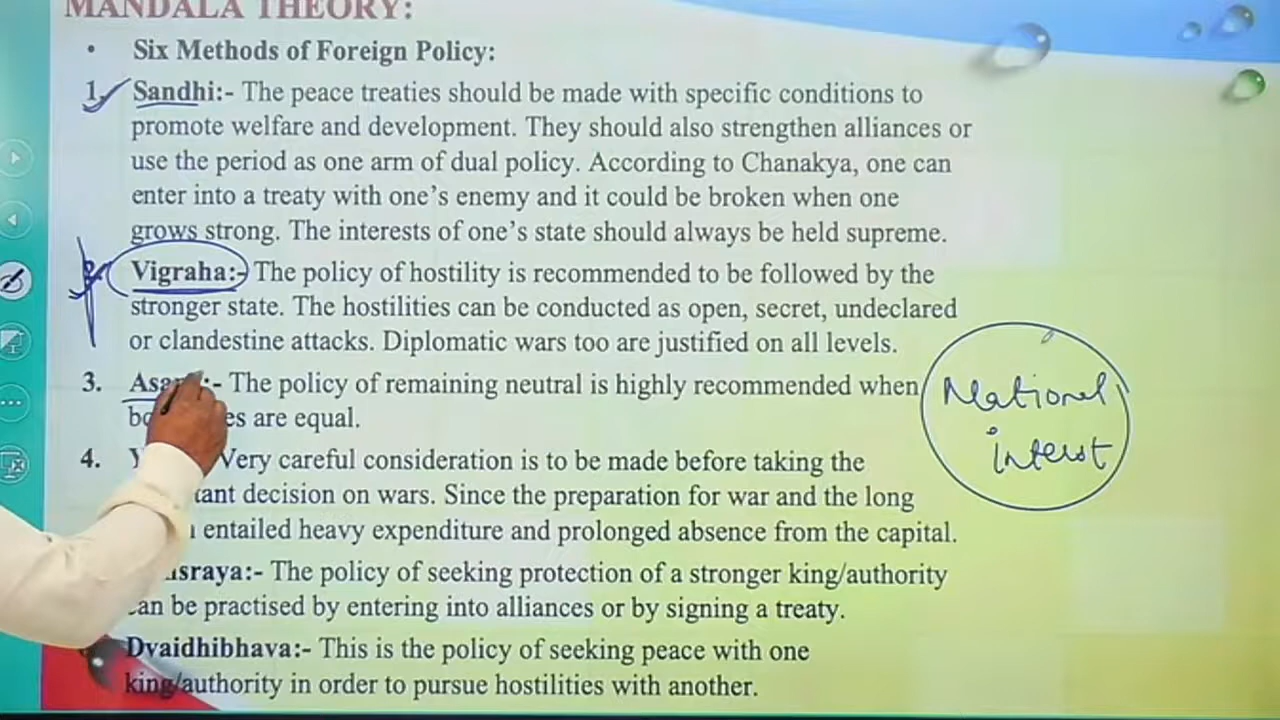 MANDALA THEORY:
• Six Methods of Foreign Policy:
1. Sandhi:- The peace treaties should be made with specific conditions to
promote welfare and development. They should also strengthen alliances or
use the period as one arm of dual policy. According to Chanakya, one can
enter into a treaty with one’s enemy and it could be broken when one
grows strong. The interests of one’s state should always be held supreme.
Vigraha:- The policy of hostility is recommended to be followed by the
stronger state. The hostilities can be conducted as open, secret, undeclared
or clandestine attacks. Diplomatic wars too are justified on all levels.
3. :- The policy of remaining neutral is highly recommended when
are equal.
4. Very careful consideration is to be made before taking the
decision on wars. Since the preparation for war and the long
entailed heavy expenditure and prolonged absence from the capital.
:- The policy of seeking protection of a stronger king/authority
can be practised by entering into alliances or by signing a treaty.
Dvaidhibhava:- This is the policy of seeking peace with one
king/authority in order to pursue hostilities with another.
National
interest